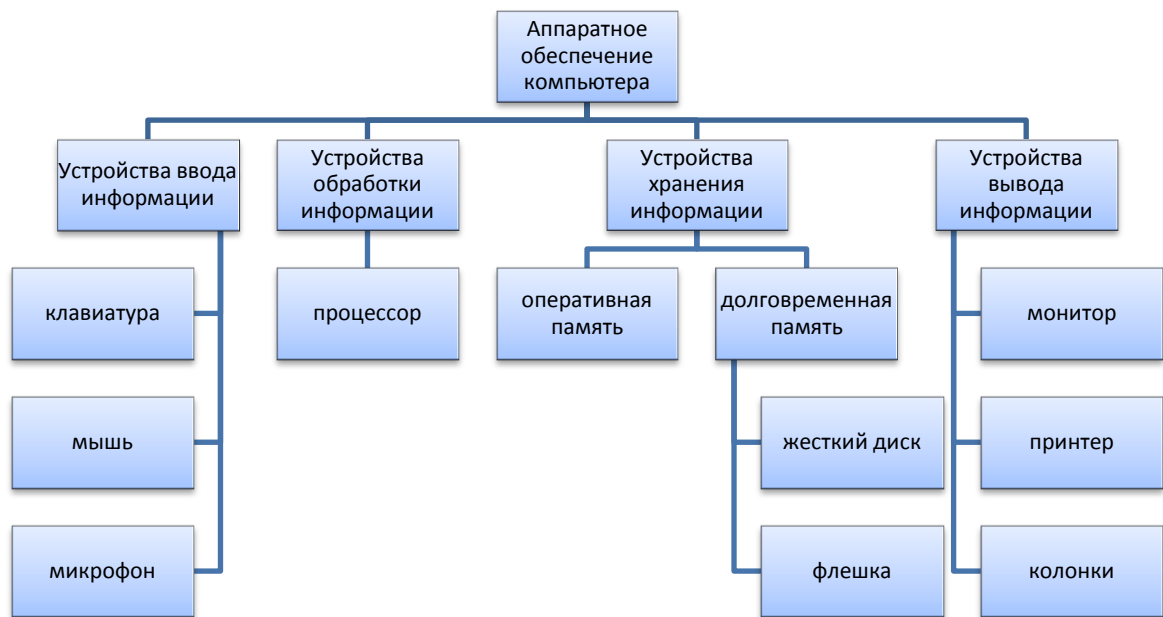 Аппаратное
обеспечение
компьютера
Устройства ввода
информации
Устройства
обработки
информации
Устройства
хранения
информации
Устройства
вывода
информации
клавиатура
процессор
оперативная
память
долговременная
память
монитор
мышь
жесткий диск
принтер
микрофон
флешка
колонки